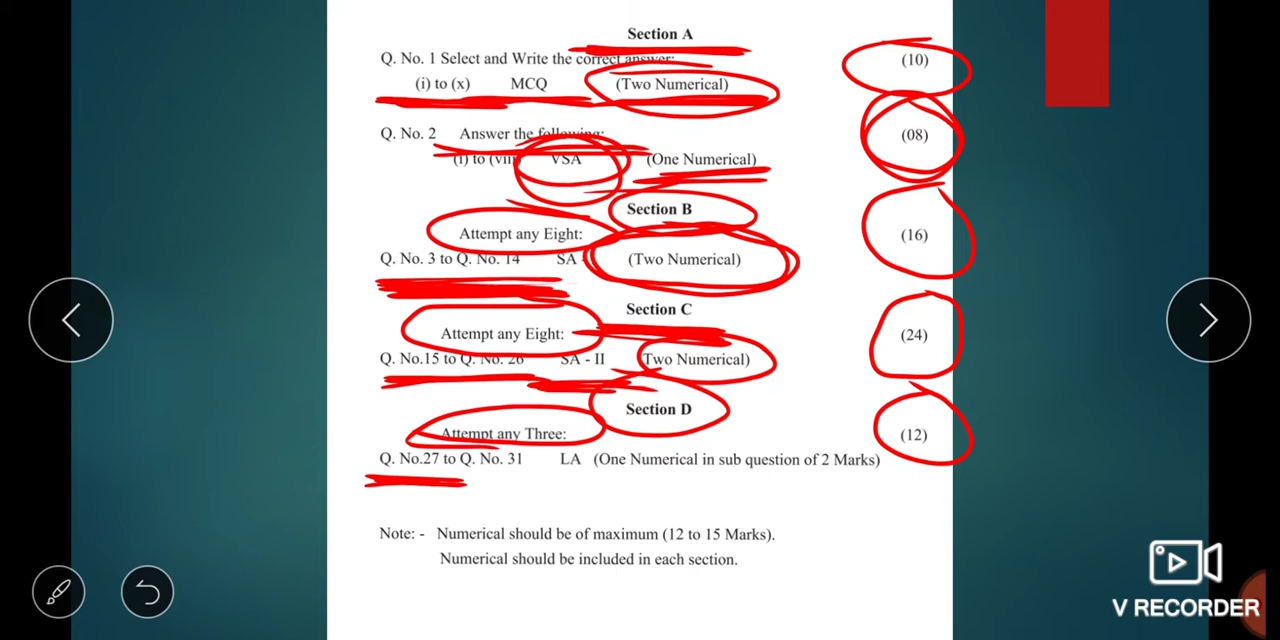 Section A
Q. No. 1 Select and Write the correct answer: (10)
(i) to (x) MCQ (Two Numerical)
Q. No. 2 Answer the following: (08)
(i) to (viii) VSA (One Numerical)
Section B
Attempt any Eight: (16)
Q. No. 3 to Q. No. 14 SA - (Two Numerical)
Section C
Attempt any Eight: (24)
Q. No.15 to Q. No. 26 SA - II Two Numerical)
Section D
Attempt any Three: (12)
Q. No.27 to Q. No. 31 LA (One Numerical in sub question of 2 Marks)
Note: - Numerical should be of maximum (12 to 15 Marks).
Numerical should be included in each section.
V RECORDER